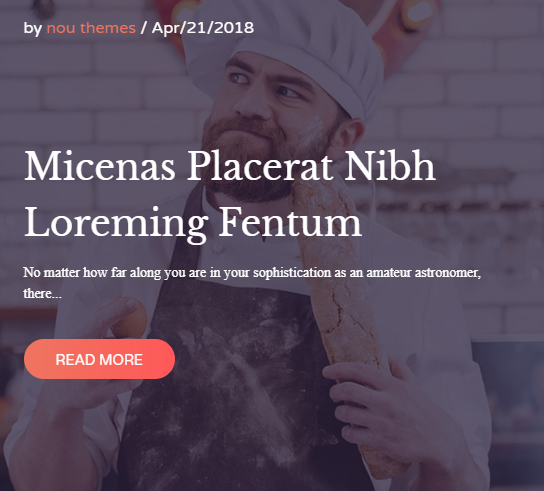 by nou themes / Apr/21/2018
Micenas Placerat Nibh
Loreming Fentum
No matter how far along you are in your sophistication as an amateur astronomer,
there...
READ MORE